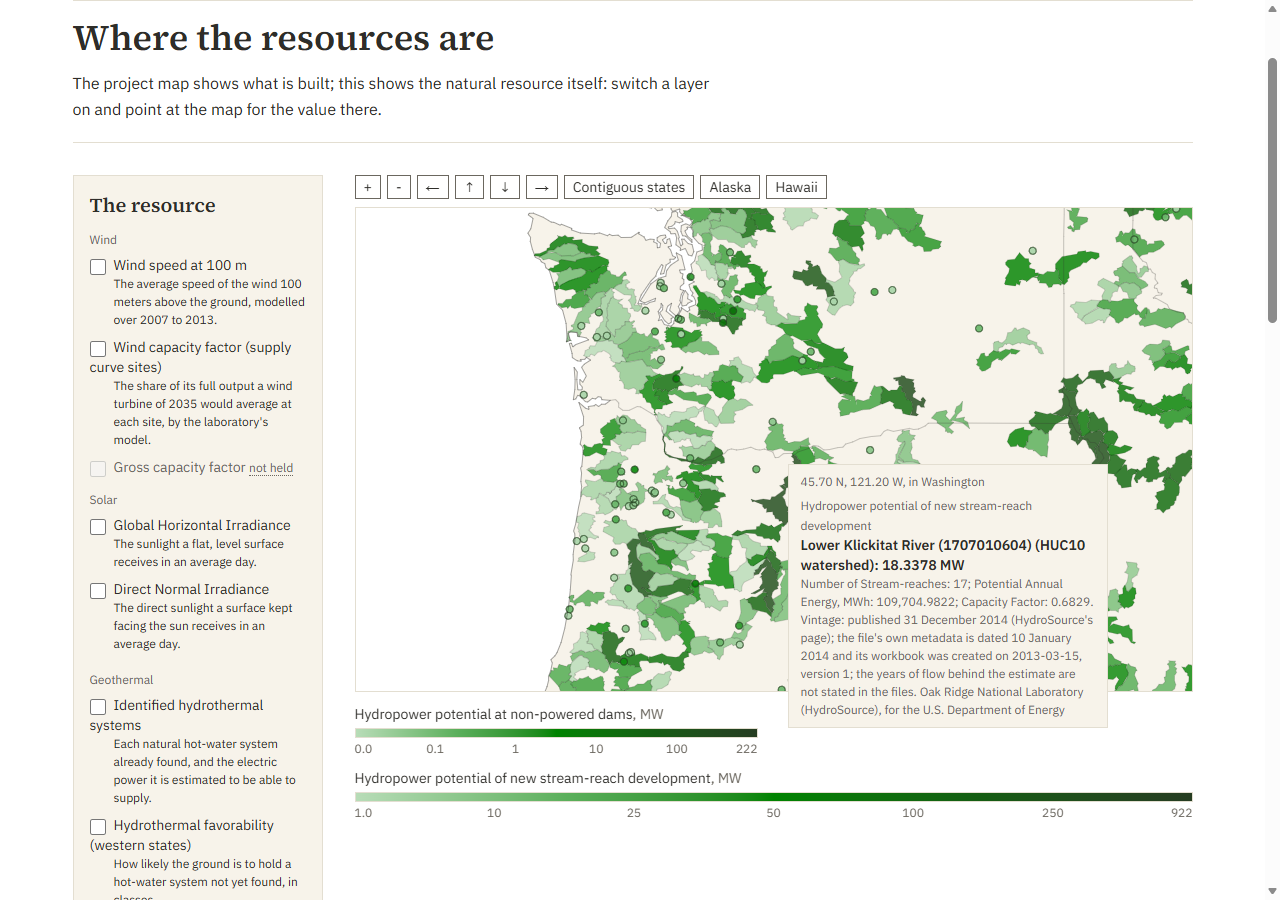 Where the resources are
The project map shows what is built; this shows the natural resource itself: switch a layer
on and point at the map for the value there.
The resource
Wind
Wind speed at 100 m
The average speed of the wind 100
meters above the ground, modelled
over 2007 to 2013.
Wind capacity factor (supply
curve sites)
The share of its full output a wind
turbine of 2035 would average at
each site, by the laboratory's
model.
Gross capacity factor not held
Solar
Global Horizontal Irradiance
The sunlight a flat, level surface
receives in an average day.
Direct Normal Irradiance
The direct sunlight a surface kept
facing the sun receives in an
average day.
Geothermal
Identified hydrothermal
systems
Each natural hot-water system
already found, and the electric
power it is estimated to be able to
supply.
Hydrothermal favorability
(western states)
How likely the ground is to hold a
hot-water system not yet found, in
classes.
+ - ← ↑ ↓ → Contiguous states Alaska Hawaii
45.70 N, 121.20 W, in Washington
Hydropower potential of new stream-reach
development
Lower Klickitat River (1707010604) (HUC10
watershed): 18.3378 MW
Number of Stream-reaches: 17; Potential Annual
Energy, MWh: 109,704.9822; Capacity Factor: 0.6829.
Vintage: published 31 December 2014 (HydroSource's
page); the file's own metadata is dated 10 January
2014 and its workbook was created on 2013-03-15,
version 1; the years of flow behind the estimate are
not stated in the files. Oak Ridge National Laboratory
(HydroSource), for the U.S. Department of Energy
Hydropower potential at non-powered dams, MW
0.0 0.1 1 10 100 222
Hydropower potential of new stream-reach development, MW
1.0 10 25 50 100 250 922